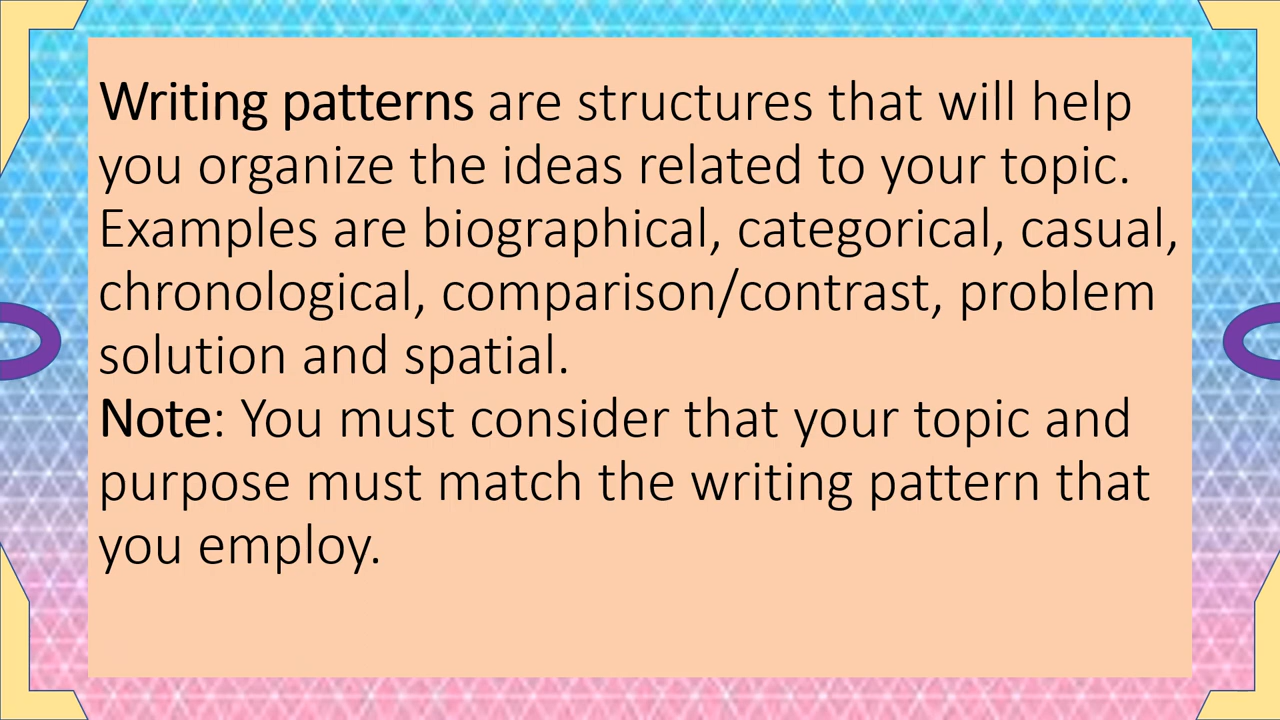 Writing patterns are structures that will help
you organize the ideas related to your topic.
Examples are biographical, categorical, casual,
chronological, comparison/contrast, problem
solution and spatial.
Note: You must consider that your topic and
purpose must match the writing pattern that
you employ.